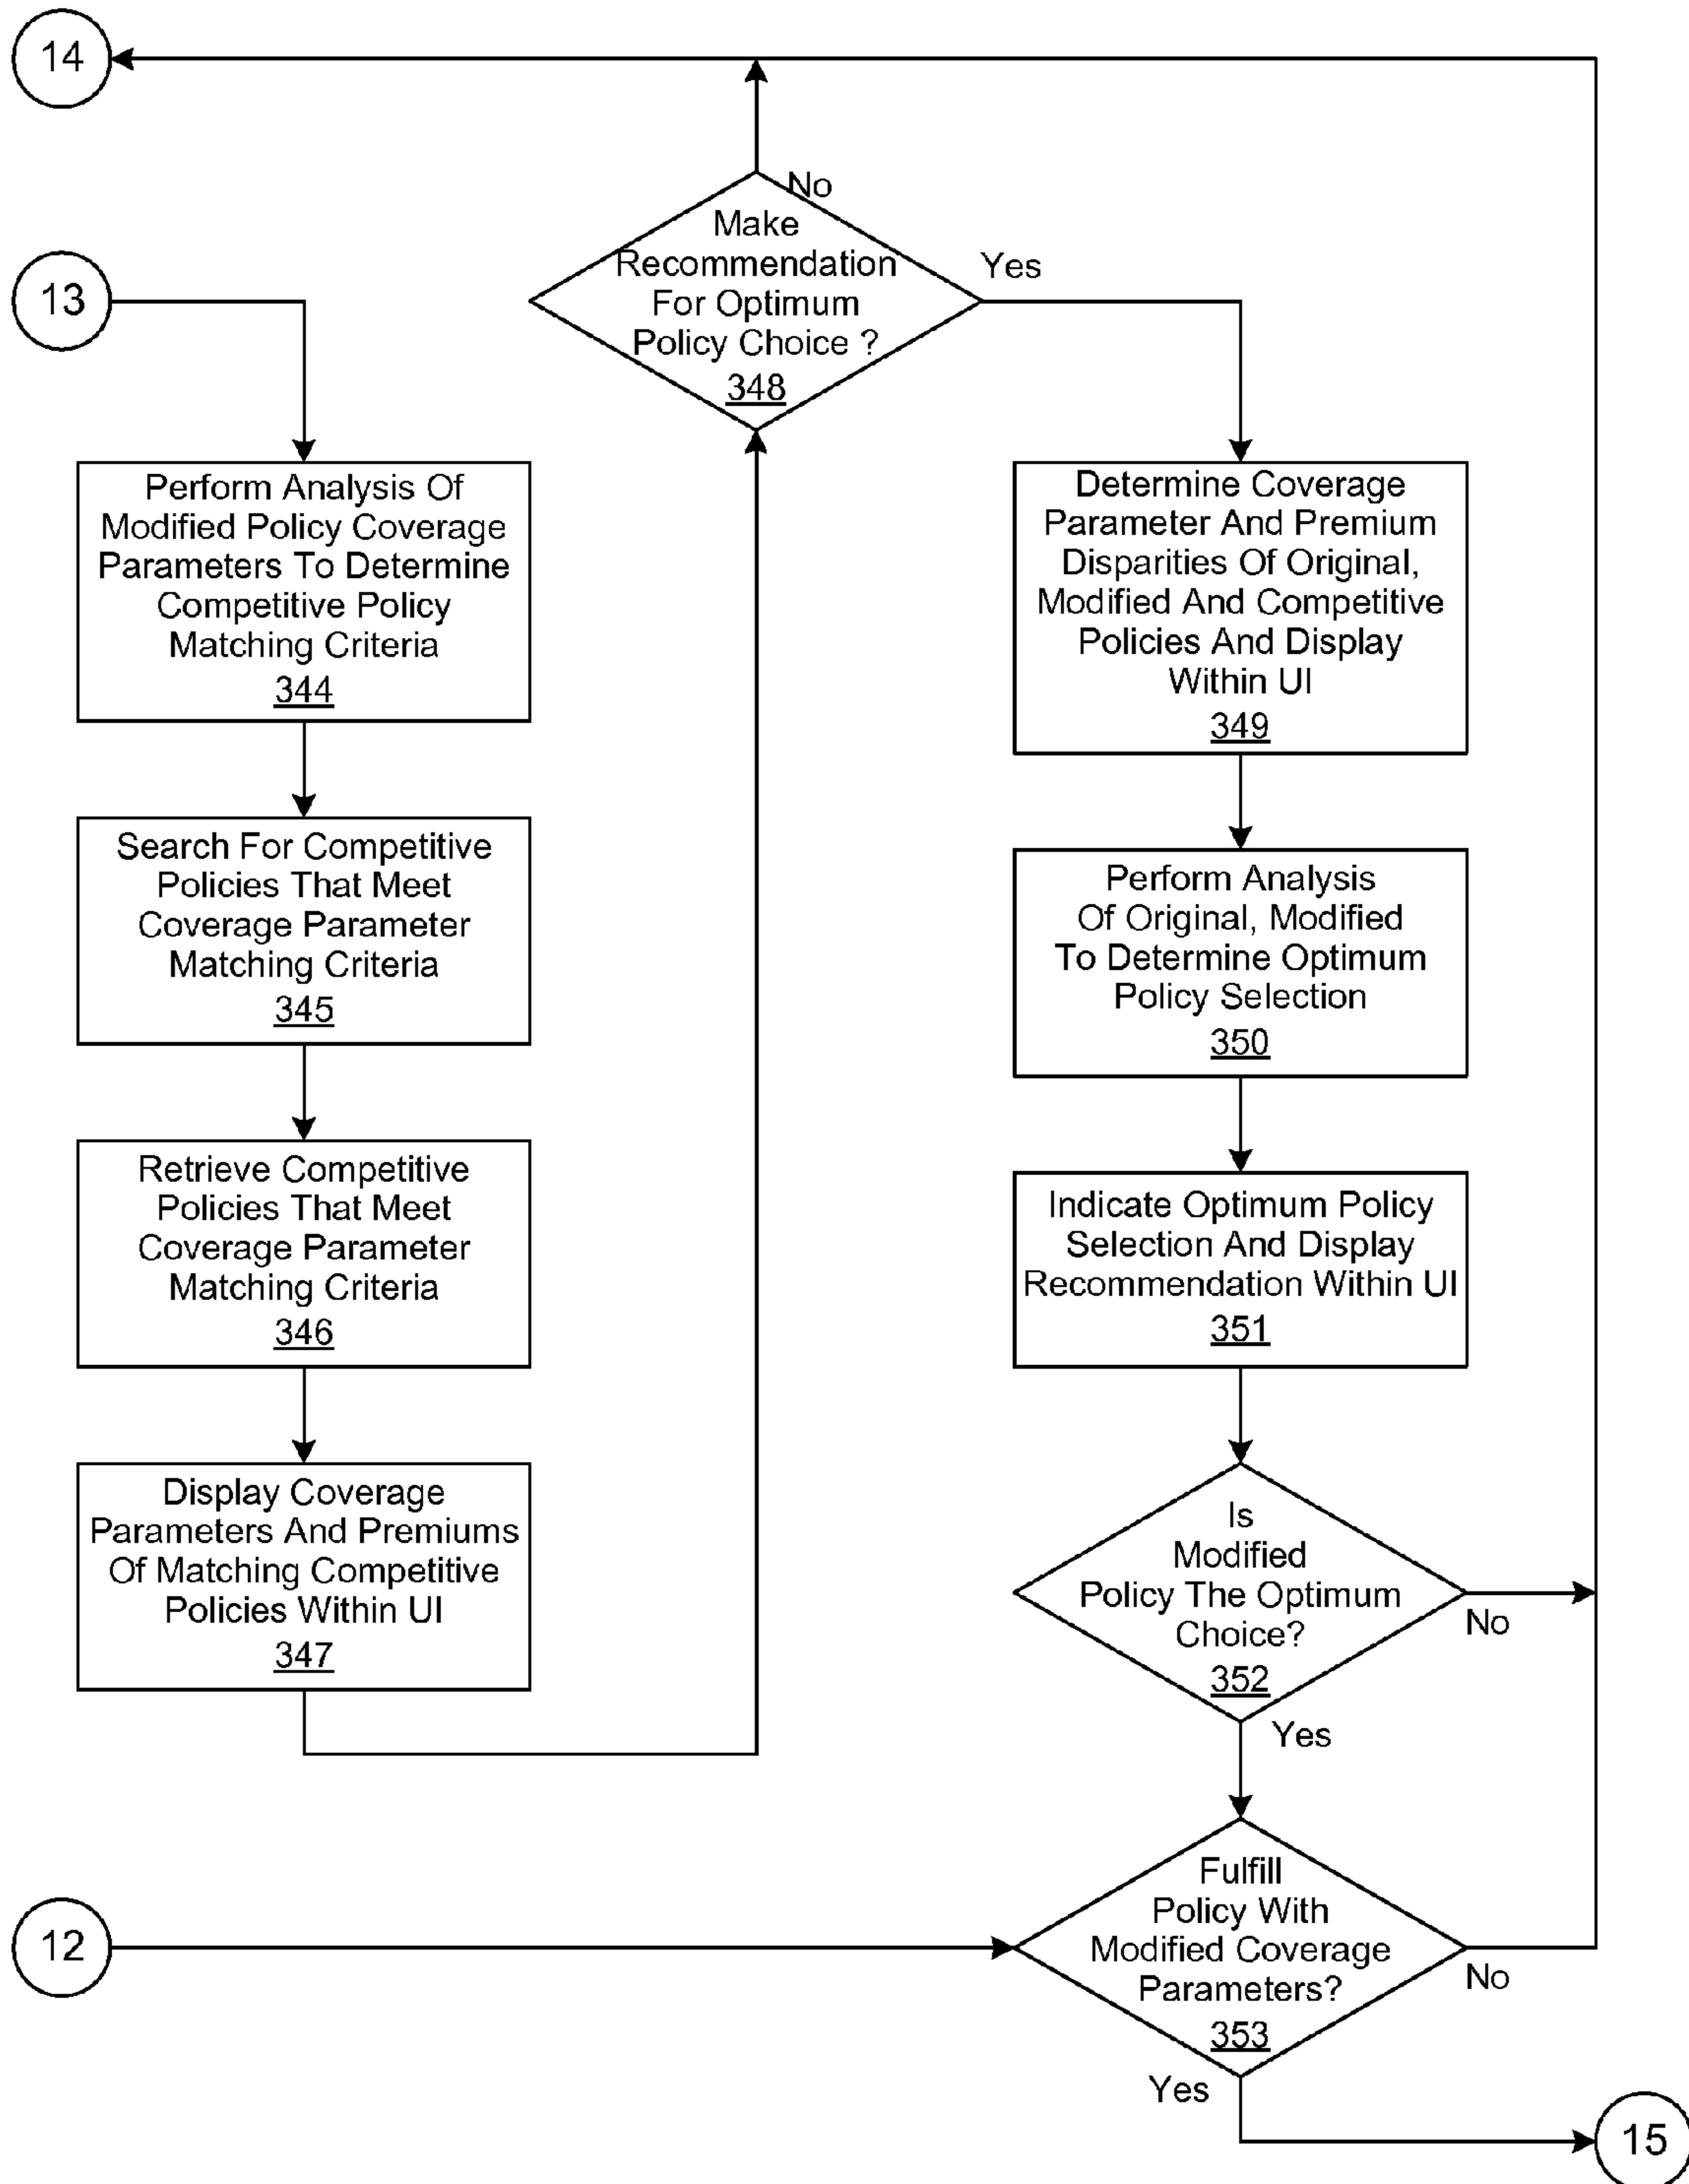 14
No
Make
Recommendation
For Optimum
Policy Choice ?
348
Yes
13
Perform Analysis Of
Modified Policy Coverage
Parameters To Determine
Competitive Policy
Matching Criteria
344
Search For Competitive
Policies That Meet
Coverage Parameter
Matching Criteria
345
Retrieve Competitive
Policies That Meet
Coverage Parameter
Matching Criteria
346
Display Coverage
Parameters And Premiums
Of Matching Competitive
Policies Within UI
347
Determine Coverage
Parameter And Premium
Disparities Of Original,
Modified And Competitive
Policies And Display
Within UI
349
Perform Analysis
Of Original, Modified
To Determine Optimum
Policy Selection
350
Indicate Optimum Policy
Selection And Display
Recommendation Within UI
351
Is
Modified
Policy The Optimum
Choice?
352
No
Yes
12
Fulfill
Policy With
Modified Coverage
Parameters?
353
No
Yes
15